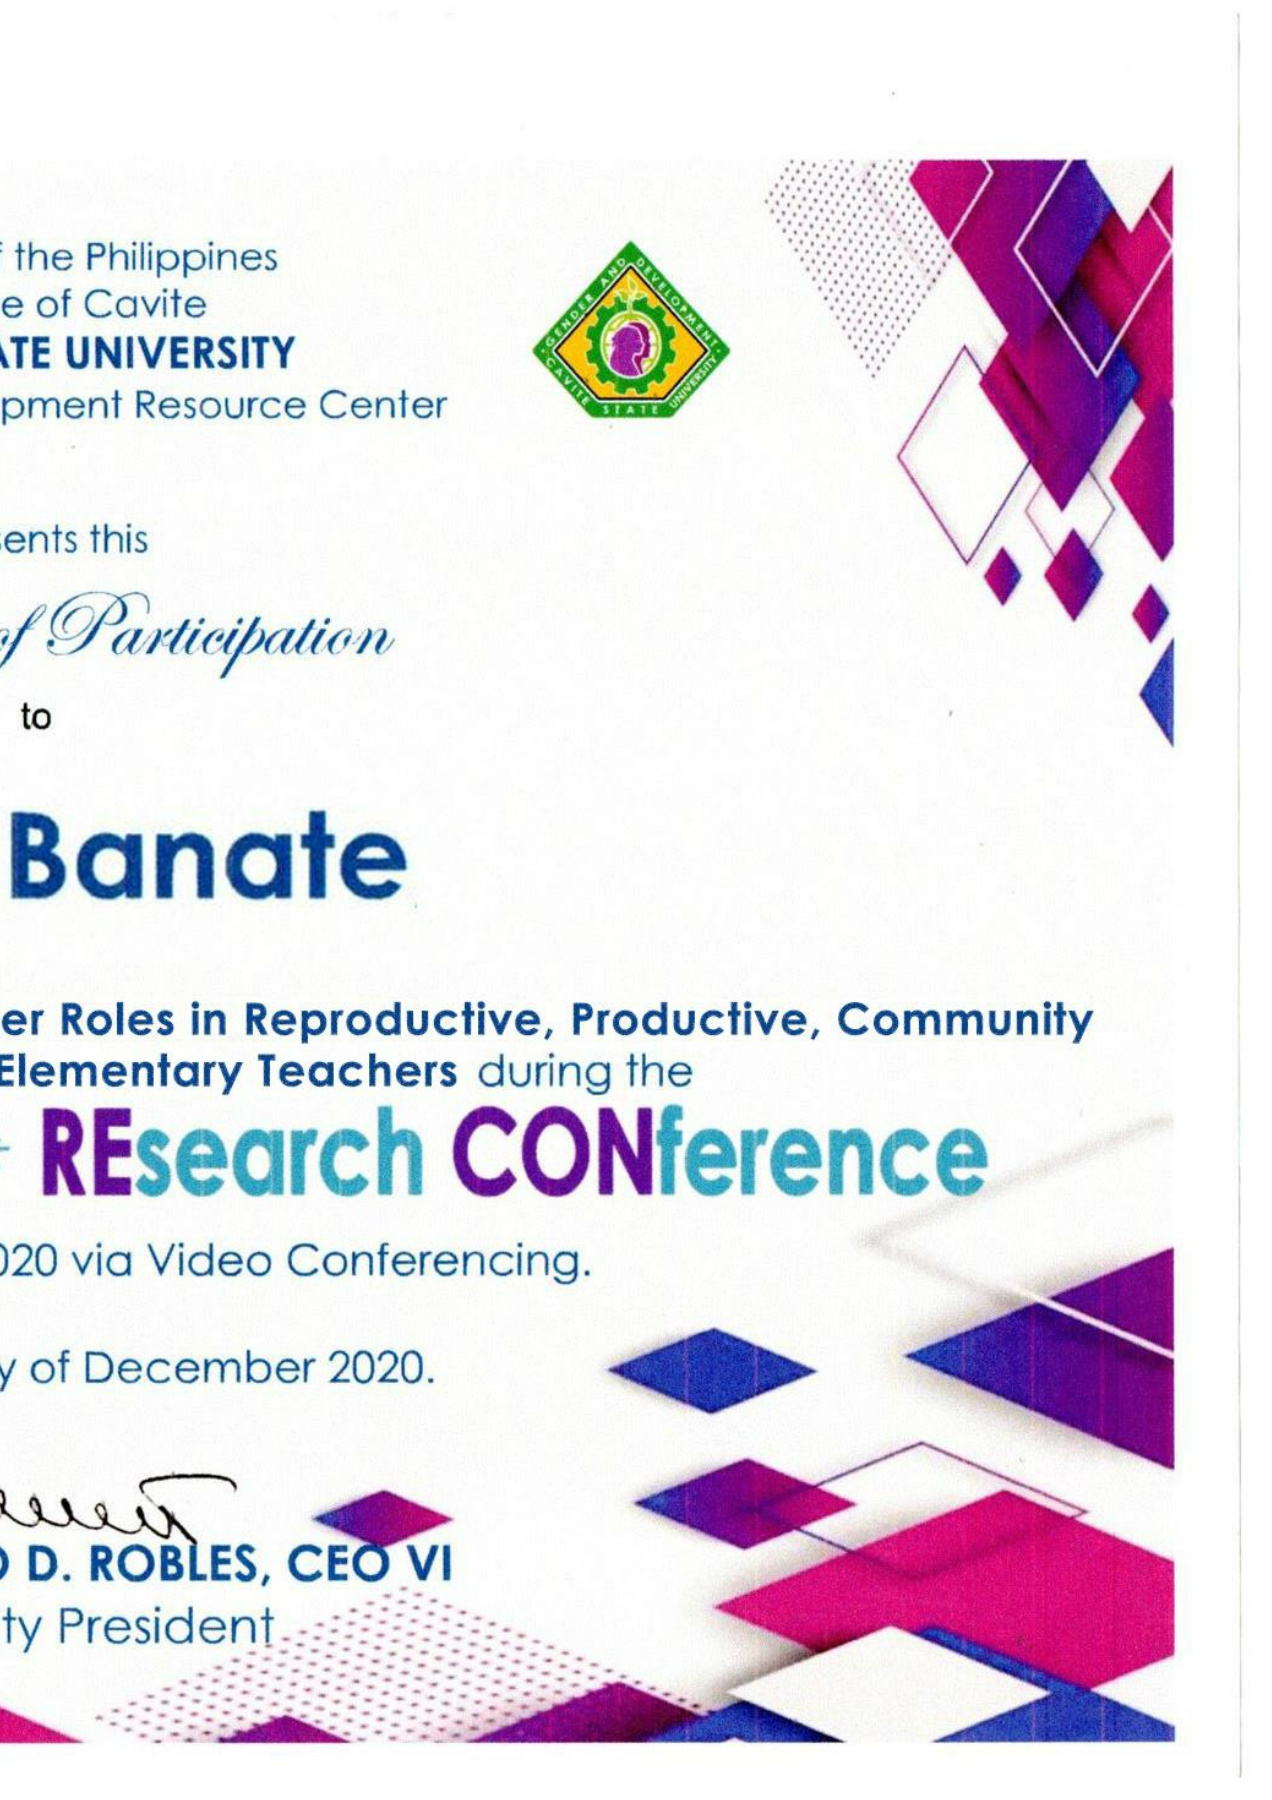 the Philippines
e of Cavite
ATE UNIVERSITY
pment Resource Center
GENDER AND DEVELOPMENT
CAVITE STATE UNIVERSITY
ents this
of Participation
to
Banate
er Roles in Reproductive, Productive, Community
Elementary Teachers during the
REsearch CONference
020 via Video Conferencing.
y of December 2020.
D. ROBLES, CEO VI
ty President